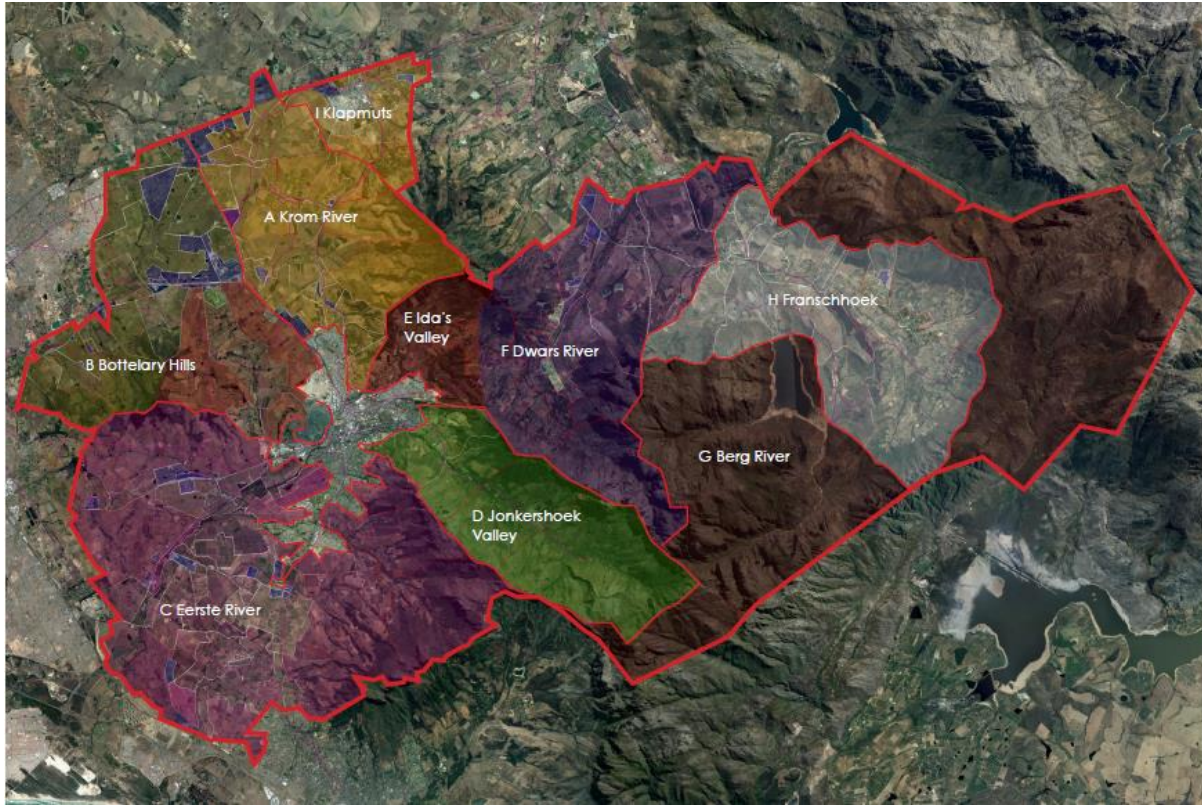 I Klapmuts
A Krom River
E Ida's
Valley
H Franschhoek
F Dwars River
B Bottelary Hills
G Berg River
D Jonkershoek
Valley
C Eerste River